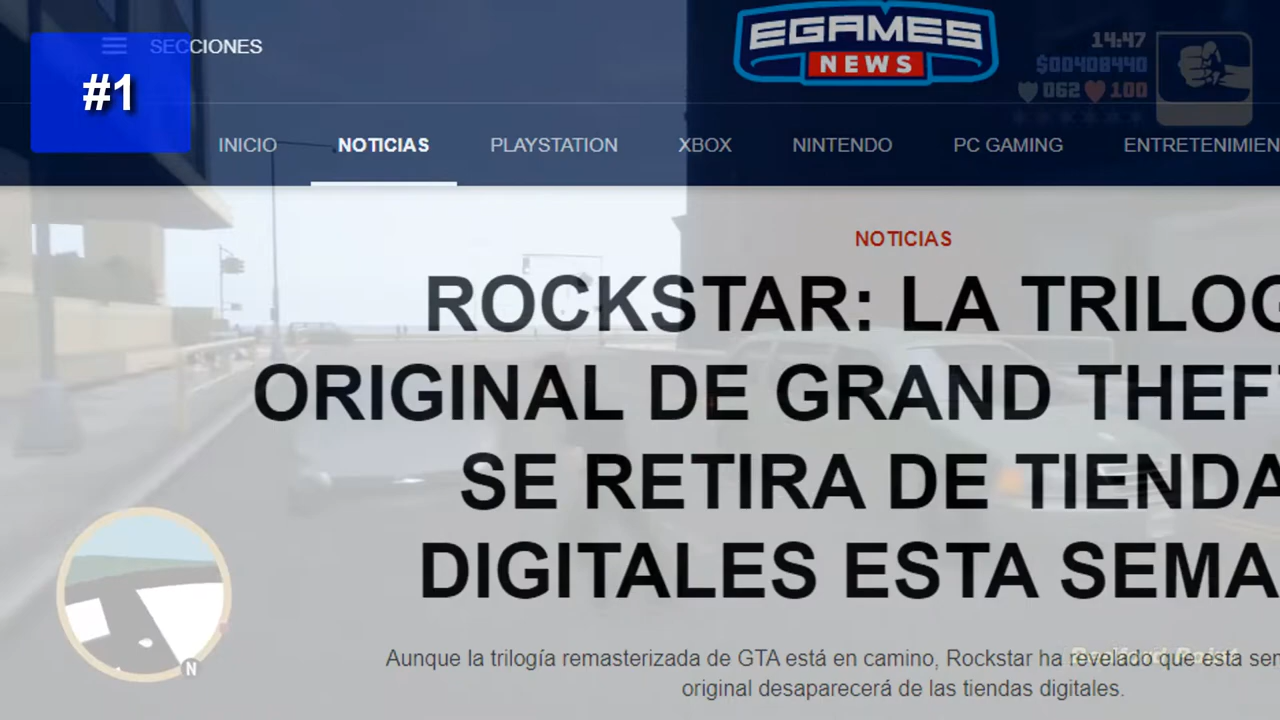 EGAMES
NEWS
SECCIONES
#1
14:47
$00408440
062 100
INICIO NOTICIAS PLAYSTATION XBOX NINTENDO PC GAMING ENTRETENIMIEN
NOTICIAS
ROCKSTAR: LA TRILOG
ORIGINAL DE GRAND THEFT
SE RETIRA DE TIENDA
DIGITALES ESTA SEMA
Aunque la trilogía remasterizada de GTA está en camino, Rockstar ha revelado que esta sem
original desaparecerá de las tiendas digitales.
N